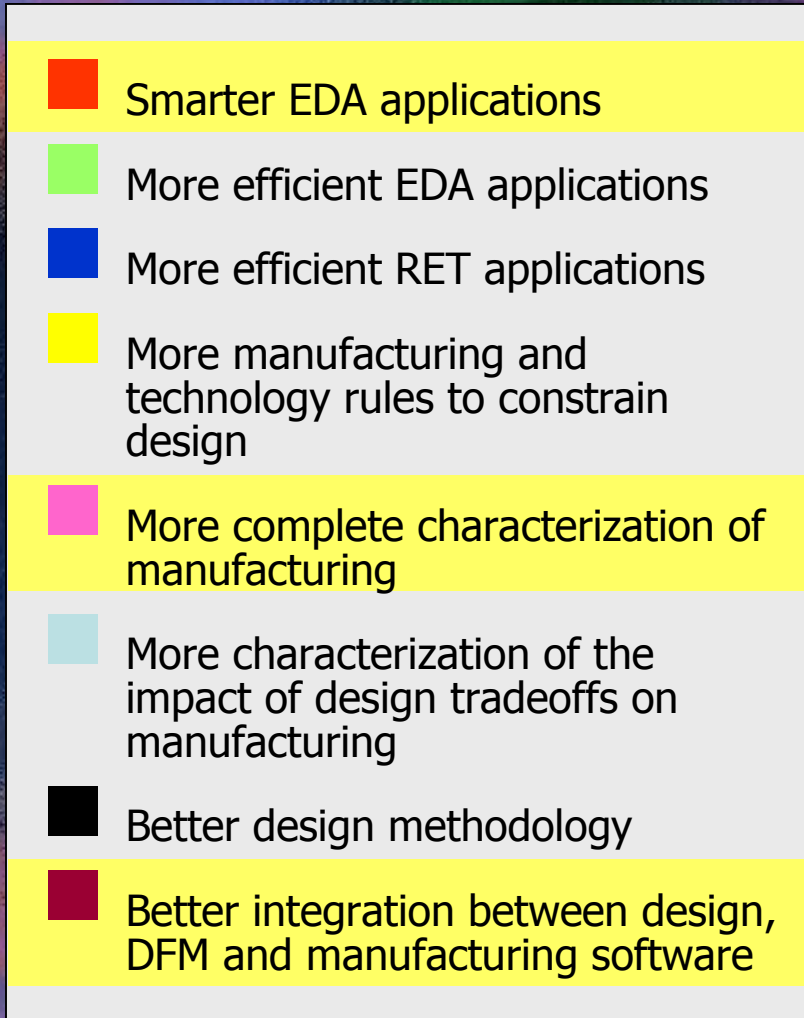 Smarter EDA applications
More efficient EDA applications
More efficient RET applications
More manufacturing and
technology rules to constrain
design
More complete characterization of
manufacturing
More characterization of the
impact of design tradeoffs on
manufacturing
Better design methodology
Better integration between design,
DFM and manufacturing software